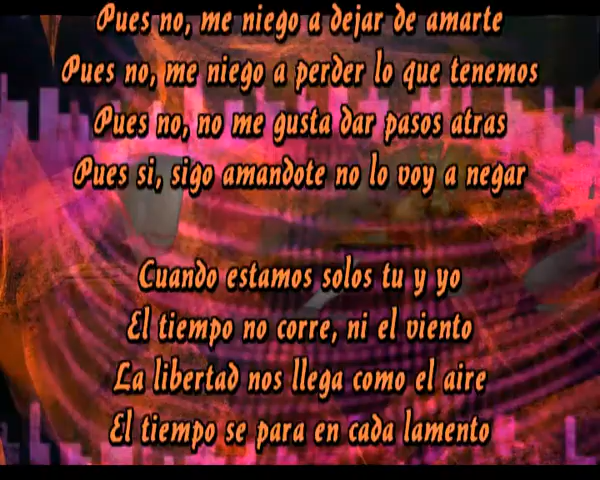 Pues no, me niego a dejar de amarte
Pues no, me niego a perder lo que tenemos
Pues no, no me gusta dar pasos atras
Pues si, sigo amandote no lo voy a negar
Cuando estamos solos tu y yo
El tiempo no corre, ni el viento
La libertad nos llega como el aire
El tiempo se para en cada lamento